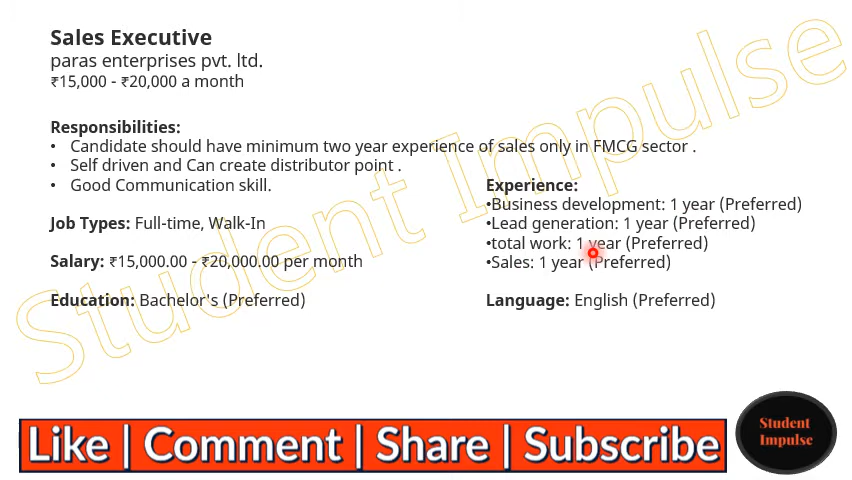 Sales Executive
paras enterprises pvt. ltd.
₹15,000 - ₹20,000 a month
Responsibilities:
• Candidate should have minimum two year experience of sales only in FMCG sector .
• Self driven and Can create distributor point .
• Good Communication skill.
Job Types: Full-time, Walk-In
Salary: ₹15,000.00 - ₹20,000.00 per month
Education: Bachelor's (Preferred)
Experience:
•Business development: 1 year (Preferred)
•Lead generation: 1 year (Preferred)
•total work: 1 year (Preferred)
•Sales: 1 year (Preferred)
Language: English (Preferred)
Student Impulse
Like | Comment | Share | Subscribe
Student
Impulse